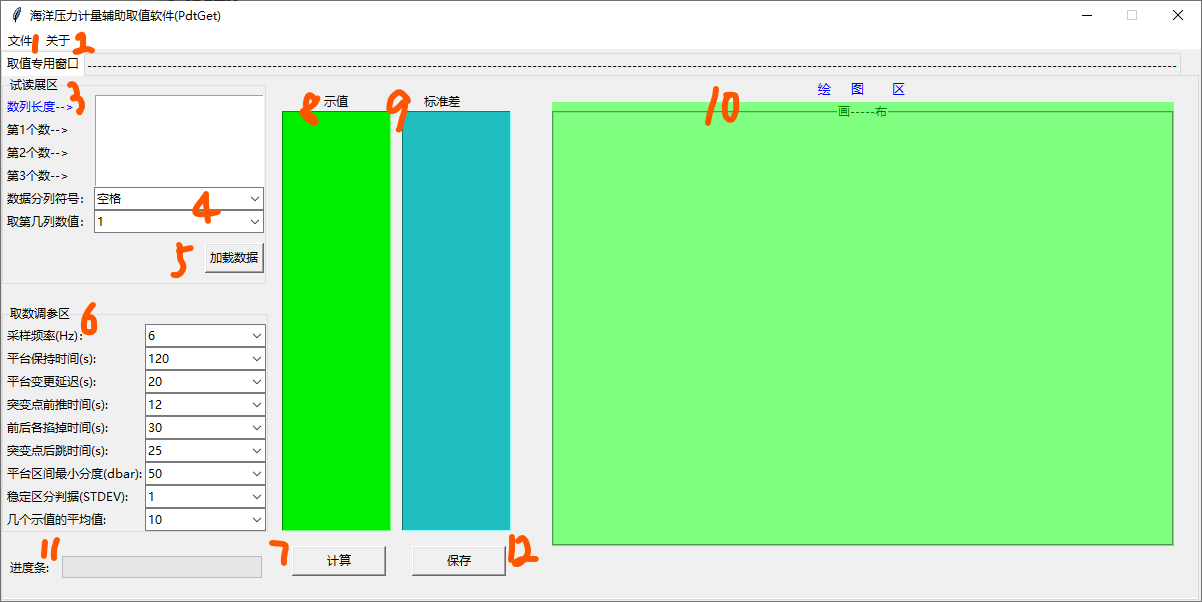 海洋压力计量辅助取值软件(PdtGet)
文件 1 关于 2
取值专用窗口
试读展区 3
数列长度-->
第1个数-->
第2个数-->
第3个数-->
数据分列符号: 空格
取第几列数值: 1
4
5 加载数据
取数调参区 6
采样频率(Hz): 6
平台保持时间(s): 120
平台变更延迟(s): 20
突变点前推时间(s): 12
前后各掐掉时间(s): 30
突变点后跳时间(s): 25
平台区间最小分度(dbar): 50
稳定区分判据(STDEV): 1
几个示值的平均值: 10
11
进度条:
8 示值
9 标准差
7 计算
保存 12
绘 图 区
10
画-----布